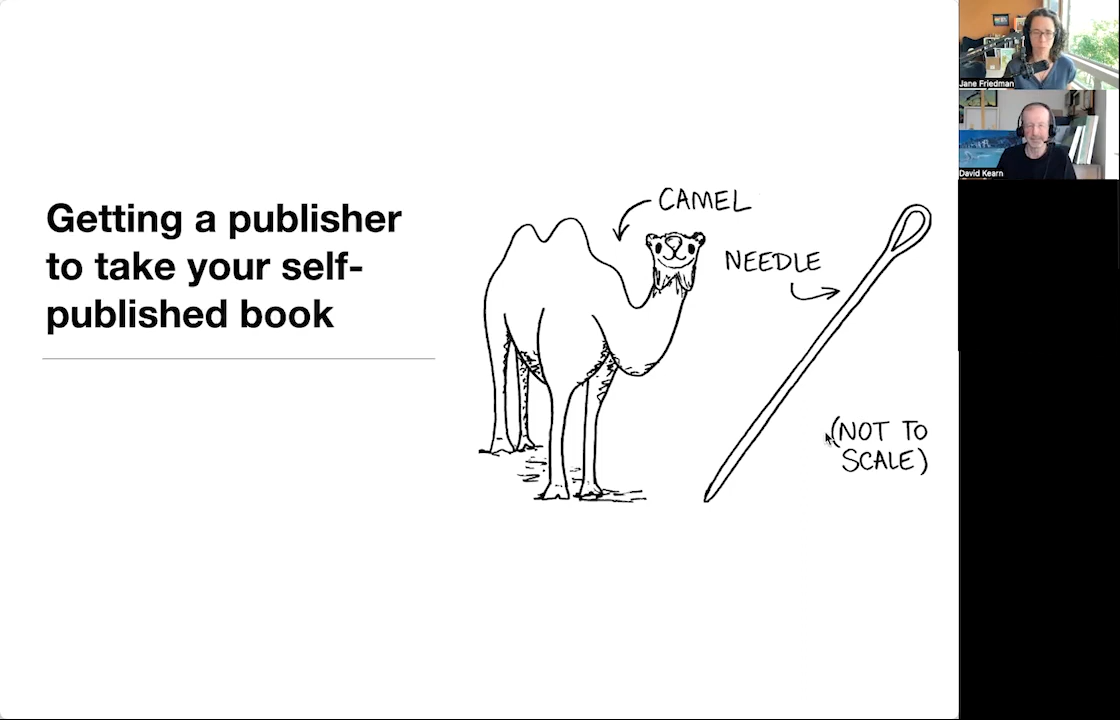 Getting a publisher
to take your self-
published book
CAMEL
NEEDLE
(NOT TO
SCALE)
Jane Friedman
David Kearn